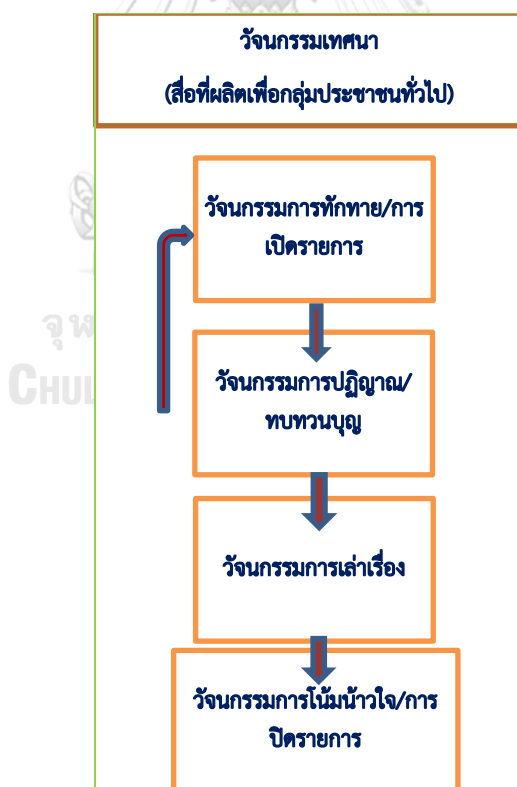 วัจนกรรมเทศนา
(สื่อที่ผลิตเพื่อกลุ่มประชาชนทั่วไป)
วัจนกรรมการทักทาย/การ
เปิดรายการ
จุฬ
CHUL
วัจนกรรมการปฏิญาณ/
ทบทวนบุญ
วัจนกรรมการเล่าเรื่อง
วัจนกรรมการโน้มน้าวใจ/การ
ปิดรายการ